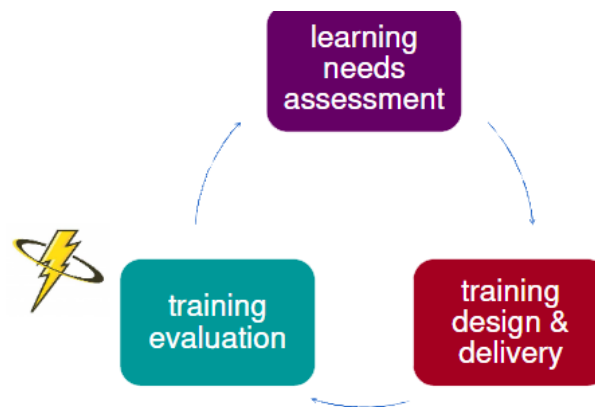 learning
needs
assessment
training
evaluation
training
design &
delivery